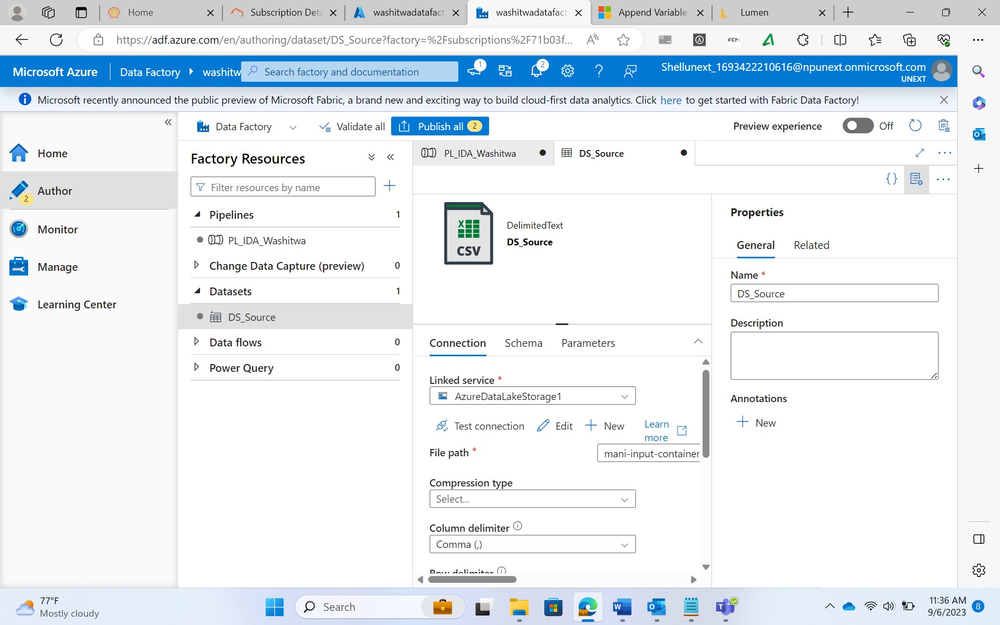 Home
Subscription Deta
washitwadatafact
washitwadatafact
Append Variable
Lumen
https://adf.azure.com/en/authoring/dataset/DS_Source?factory=%2Fsubscriptions%2F71b03f...
FCM
Microsoft Azure
Data Factory
washitw
Search factory and documentation
1
2
Shellunext_1693422210616@npunext.onmicrosoft.com
UNEXT
Microsoft recently announced the public preview of Microsoft Fabric, a brand new and exciting way to build cloud-first data analytics. Click here to get started with Fabric Data Factory!
Home
Author
2
Monitor
Manage
Learning Center
Data Factory
Validate all
Publish all 2
Preview experience
Off
Factory Resources
Filter resources by name
Pipelines 1
PL_IDA_Washitwa
Change Data Capture (preview) 0
Datasets 1
DS_Source
Data flows 0
Power Query 0
PL_IDA_Washitwa
DS_Source
{}
X
CSV
DelimitedText
DS_Source
Connection
Schema
Parameters
Linked service *
AzureDataLakeStorage1
Test connection
Edit
New
Learn
more
File path *
mani-input-container
Compression type
Select...
Column delimiter
Comma (,)
Row delimiter
Properties
General
Related
Name *
DS_Source
Description
Annotations
New
77°F
Mostly cloudy
Search
11:36 AM
9/6/2023
8